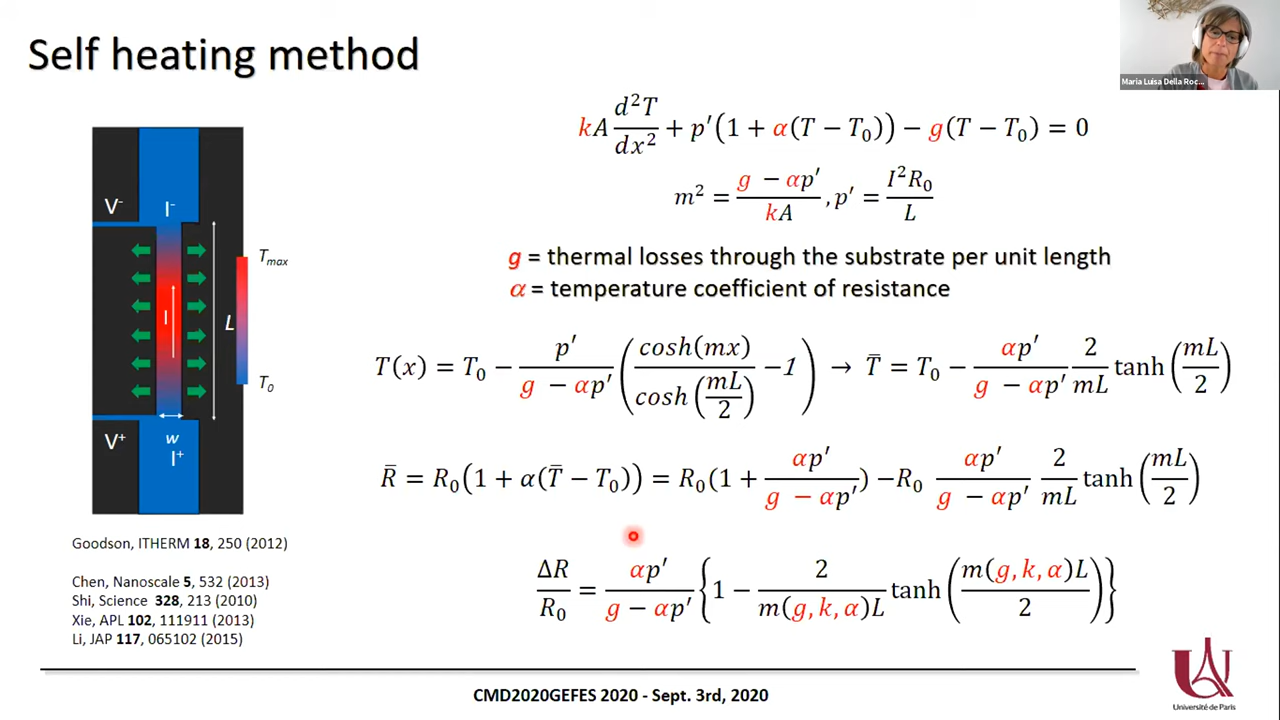 Self heating method
Maria Luisa Della Roc...
kA d²T/dx² + p′(1 + α(T − T₀)) − g(T − T₀) = 0
m² = (g − αp′)/(kA) , p′ = I²R₀/L
g = thermal losses through the substrate per unit length
α = temperature coefficient of resistance
T(x) = T₀ − p′/(g − αp′) (cosh(mx)/cosh(mL/2) −1) → T̄ = T₀ − αp′/(g − αp′) 2/(mL) tanh(mL/2)
R̄ = R₀(1 + α(T̄ − T₀)) = R₀(1 + αp′/(g − αp′)) −R₀ αp′/(g − αp′) 2/(mL) tanh(mL/2)
ΔR/R₀ = αp′/(g − αp′) {1 − 2/(m(g, k, α)L) tanh(m(g, k, α)L/2)}
V⁻
I⁻
Tmax
I
L
T₀
w
V⁺
I⁺
Goodson, ITHERM 18, 250 (2012)
Chen, Nanoscale 5, 532 (2013)
Shi, Science 328, 213 (2010)
Xie, APL 102, 111911 (2013)
Li, JAP 117, 065102 (2015)
CMD2020GEFES 2020 - Sept. 3rd, 2020
Université de Paris